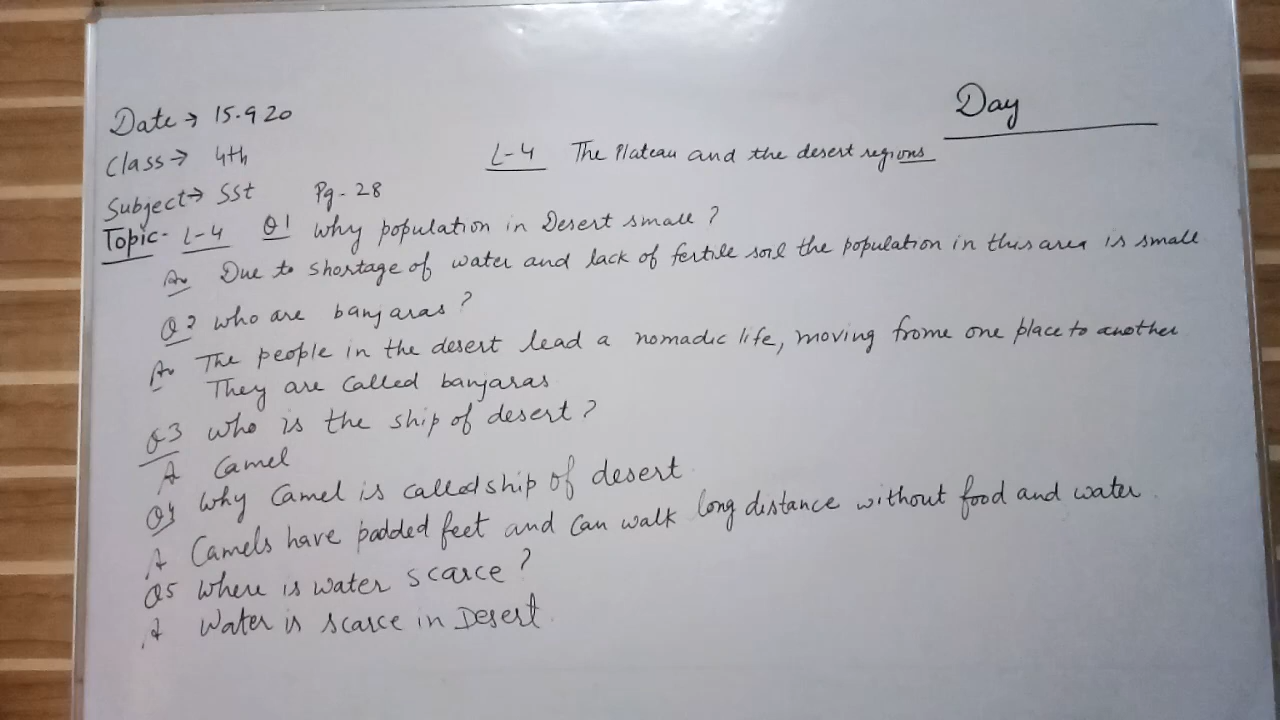 Day
Date → 15.9.20
Class → 4th
L-4 The Plateau and the desert regions
Subject → SSt Pg - 28
Topic - L-4 Q1 Why population in Desert small ?
An Due to shortage of water and lack of fertile soil the population in this area is small
Q2 who are banjaras ?
An The people in the desert lead a nomadic life, moving frome one place to another
They are called banjaras
Q3 who is the ship of desert ?
A Camel
Q4 Why Camel is called ship of desert
A Camels have padded feet and can walk long distance without food and water.
Q5 Where is water scarce ?
A Water is scarce in Desert.